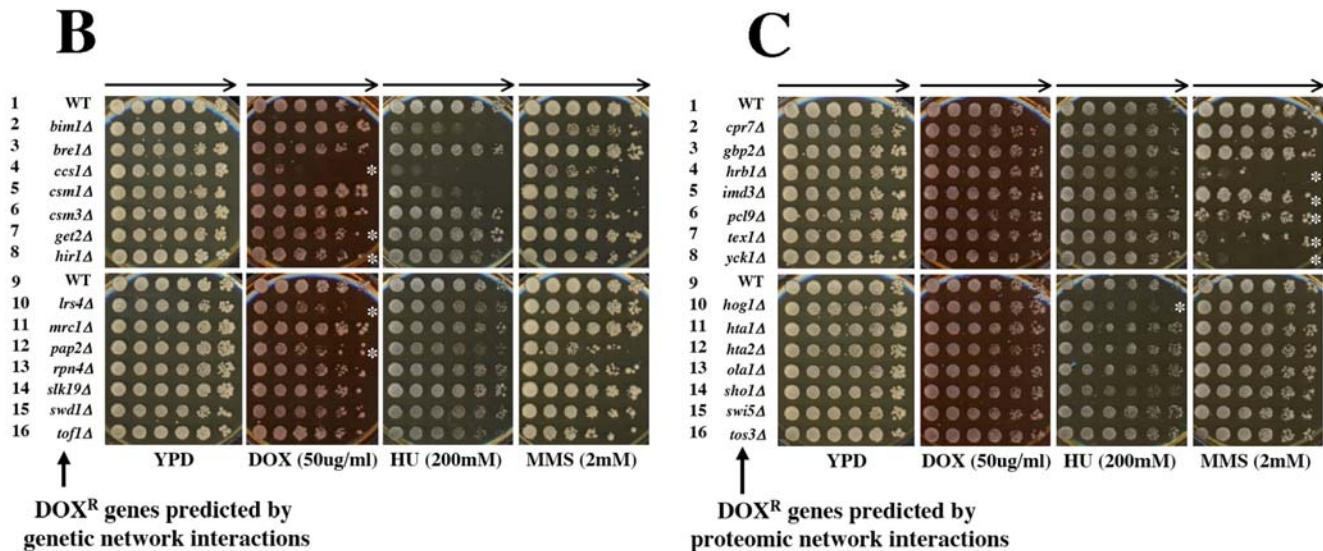 B
1 WT
2 bim1Δ
3 bre1Δ
4 ccs1Δ
5 csm1Δ
6 csm3Δ
7 get2Δ
8 hir1Δ
9 WT
10 lrs4Δ
11 mrc1Δ
12 pap2Δ
13 rpn4Δ
14 slk19Δ
15 swd1Δ
16 tof1Δ
YPD DOX (50ug/ml) HU (200mM) MMS (2mM)
DOXᴿ genes predicted by
genetic network interactions
C
1 WT
2 cpr7Δ
3 gbp2Δ
4 hrb1Δ
5 imd3Δ
6 pcl9Δ
7 tex1Δ
8 yck1Δ
9 WT
10 hog1Δ
11 hta1Δ
12 hta2Δ
13 ola1Δ
14 sho1Δ
15 swi5Δ
16 tos3Δ
YPD DOX (50ug/ml) HU (200mM) MMS (2mM)
DOXᴿ genes predicted by
proteomic network interactions